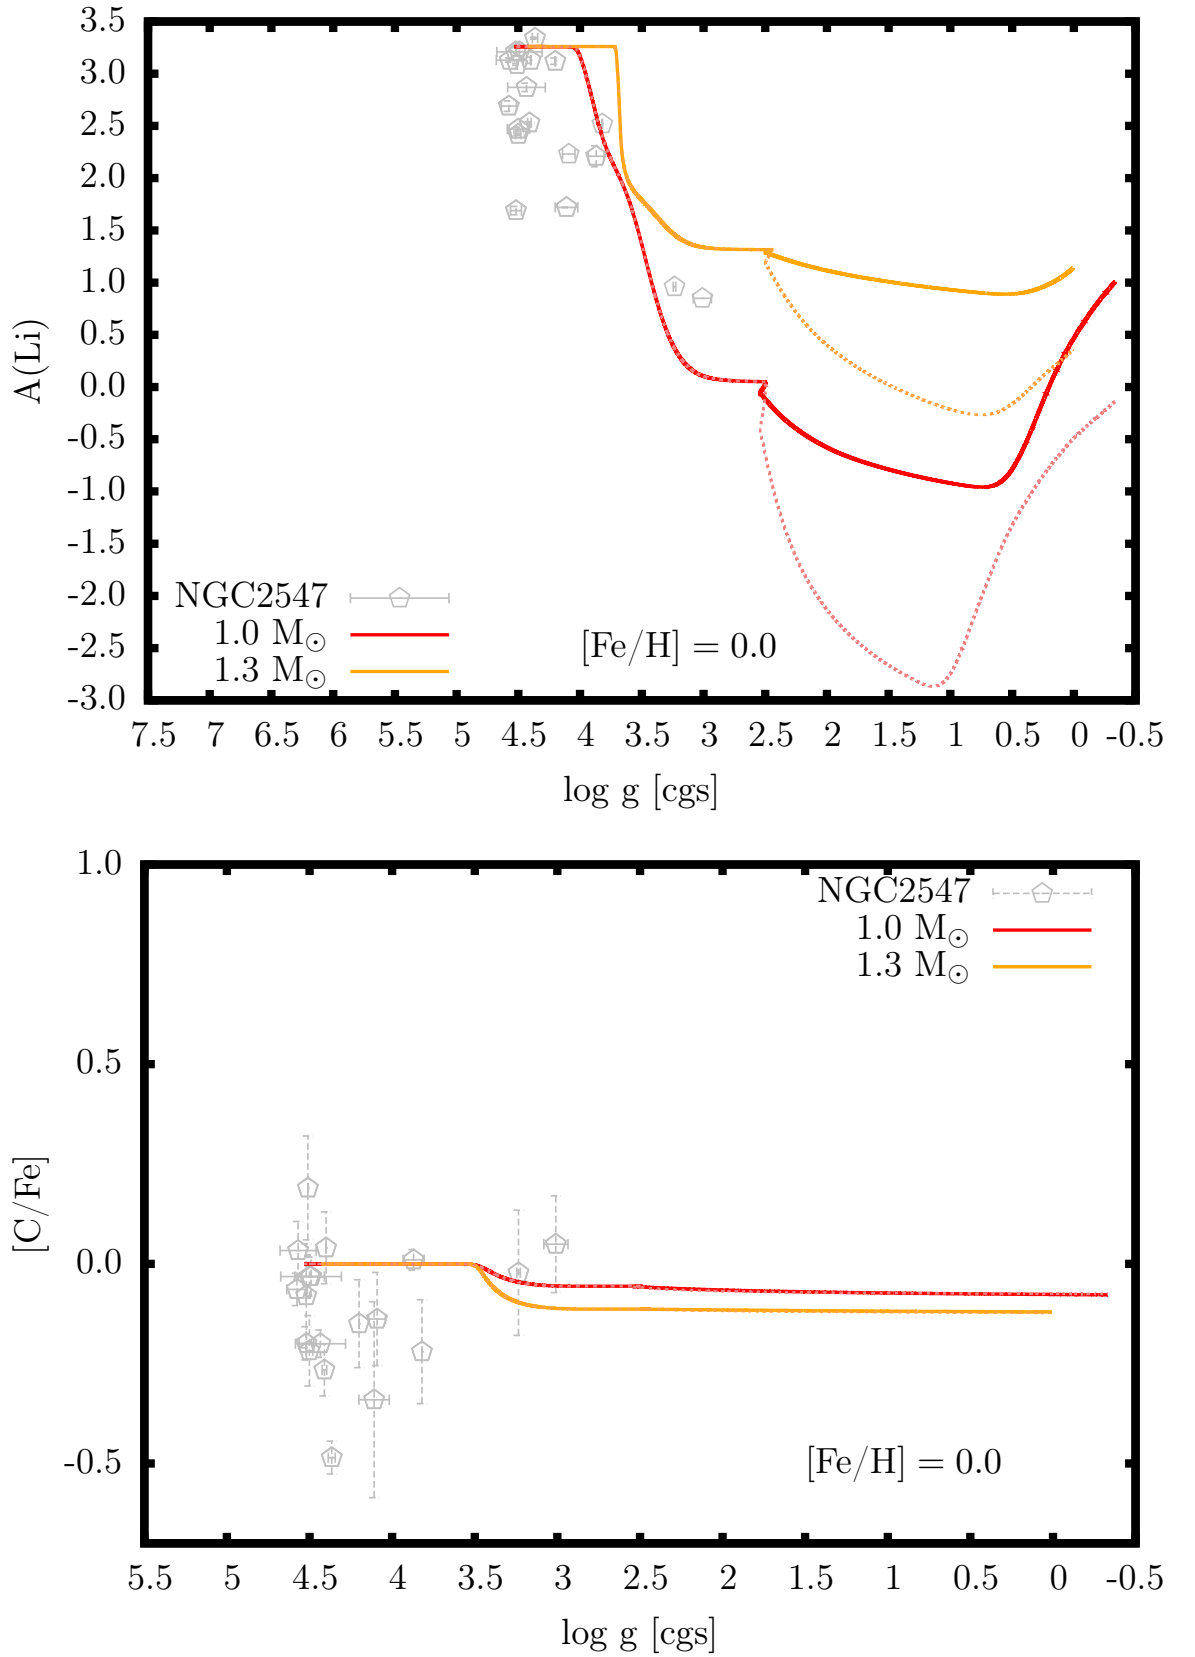 3.5
3.0
2.5
2.0
1.5
1.0
0.5
0.0
-0.5
-1.0
-1.5
-2.0
-2.5
-3.0
A(Li)
NGC2547
1.0 M⊙
1.3 M⊙
[Fe/H] = 0.0
7.5 7 6.5 6 5.5 5 4.5 4 3.5 3 2.5 2 1.5 1 0.5 0 -0.5
log g [cgs]
1.0
0.5
0.0
-0.5
[C/Fe]
NGC2547
1.0 M⊙
1.3 M⊙
[Fe/H] = 0.0
5.5 5 4.5 4 3.5 3 2.5 2 1.5 1 0.5 0 -0.5
log g [cgs]